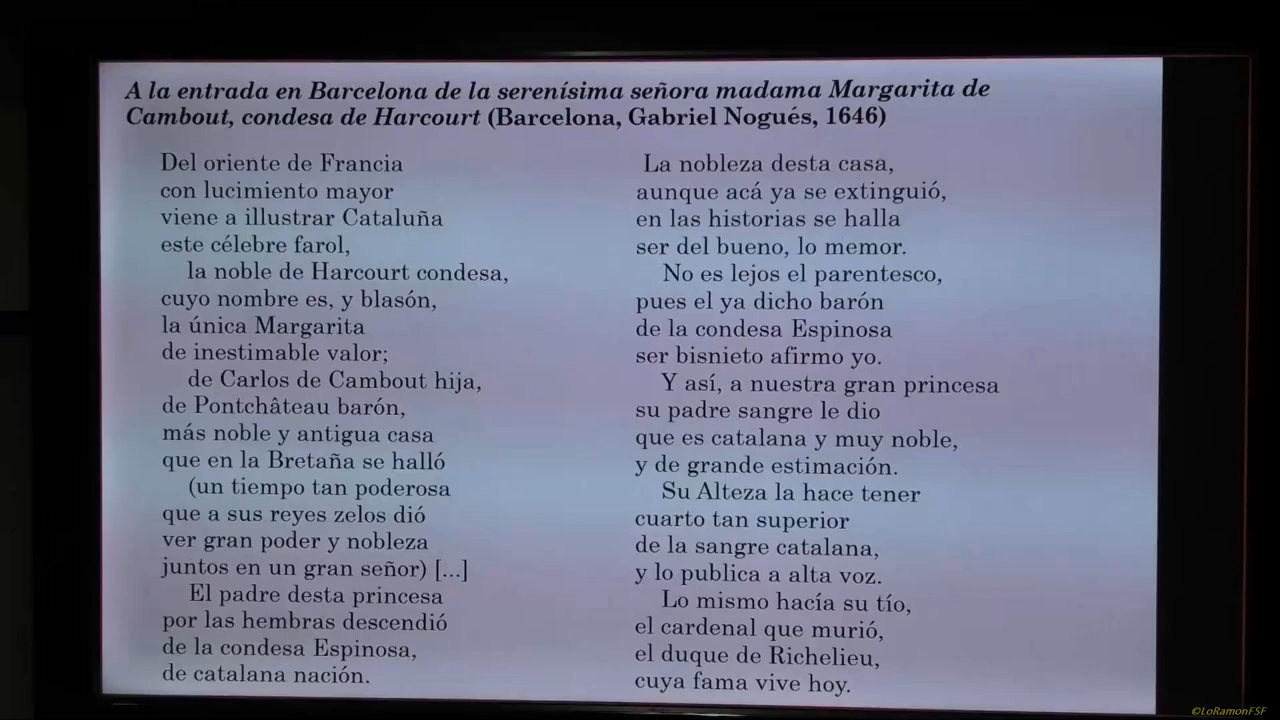 A la entrada en Barcelona de la serenísima señora madama Margarita de
Cambout, condesa de Harcourt (Barcelona, Gabriel Nogués, 1646)
Del oriente de Francia
con lucimiento mayor
viene a illustrar Cataluña
este célebre farol,
la noble de Harcourt condesa,
cuyo nombre es, y blasón,
la única Margarita
de inestimable valor;
de Carlos de Cambout hija,
de Pontchâteau barón,
más noble y antigua casa
que en la Bretaña se halló
(un tiempo tan poderosa
que a sus reyes zelos dió
ver gran poder y nobleza
juntos en un gran señor) [...]
El padre desta princesa
por las hembras descendió
de la condesa Espinosa,
de catalana nación.
La nobleza desta casa,
aunque acá ya se extinguió,
en las historias se halla
ser del bueno, lo memor.
No es lejos el parentesco,
pues el ya dicho barón
de la condesa Espinosa
ser bisnieto afirmo yo.
Y así, a nuestra gran princesa
su padre sangre le dio
que es catalana y muy noble,
y de grande estimación.
Su Alteza la hace tener
cuarto tan superior
de la sangre catalana,
y lo publica a alta voz.
Lo mismo hacía su tío,
el cardenal que murió,
el duque de Richelieu,
cuya fama vive hoy.
©LoRamonFSF